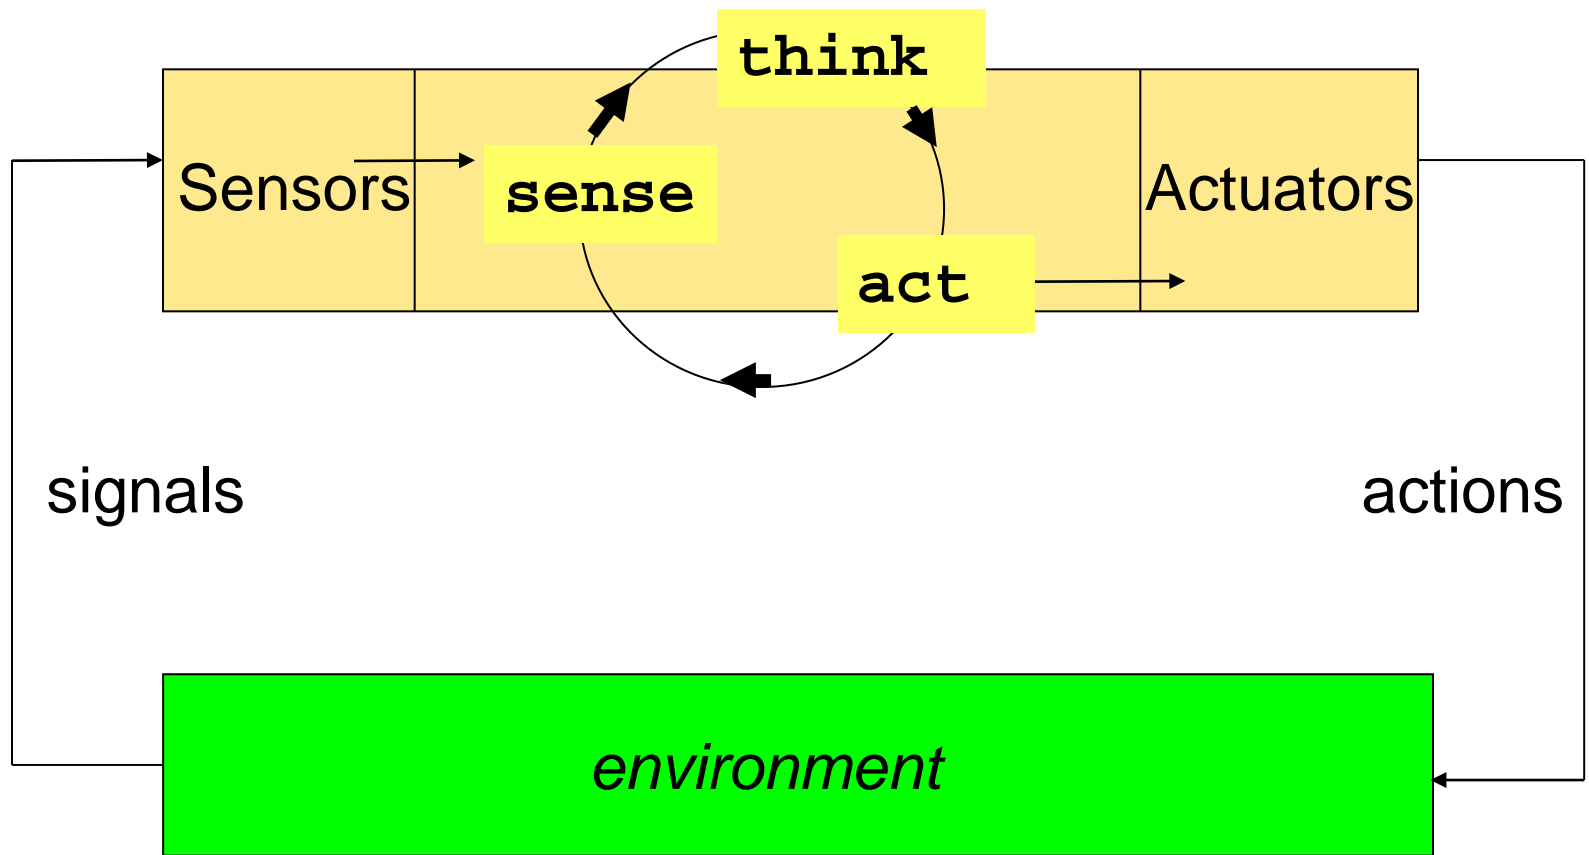 think
Sensors
sense
Actuators
act
signals
actions
environment